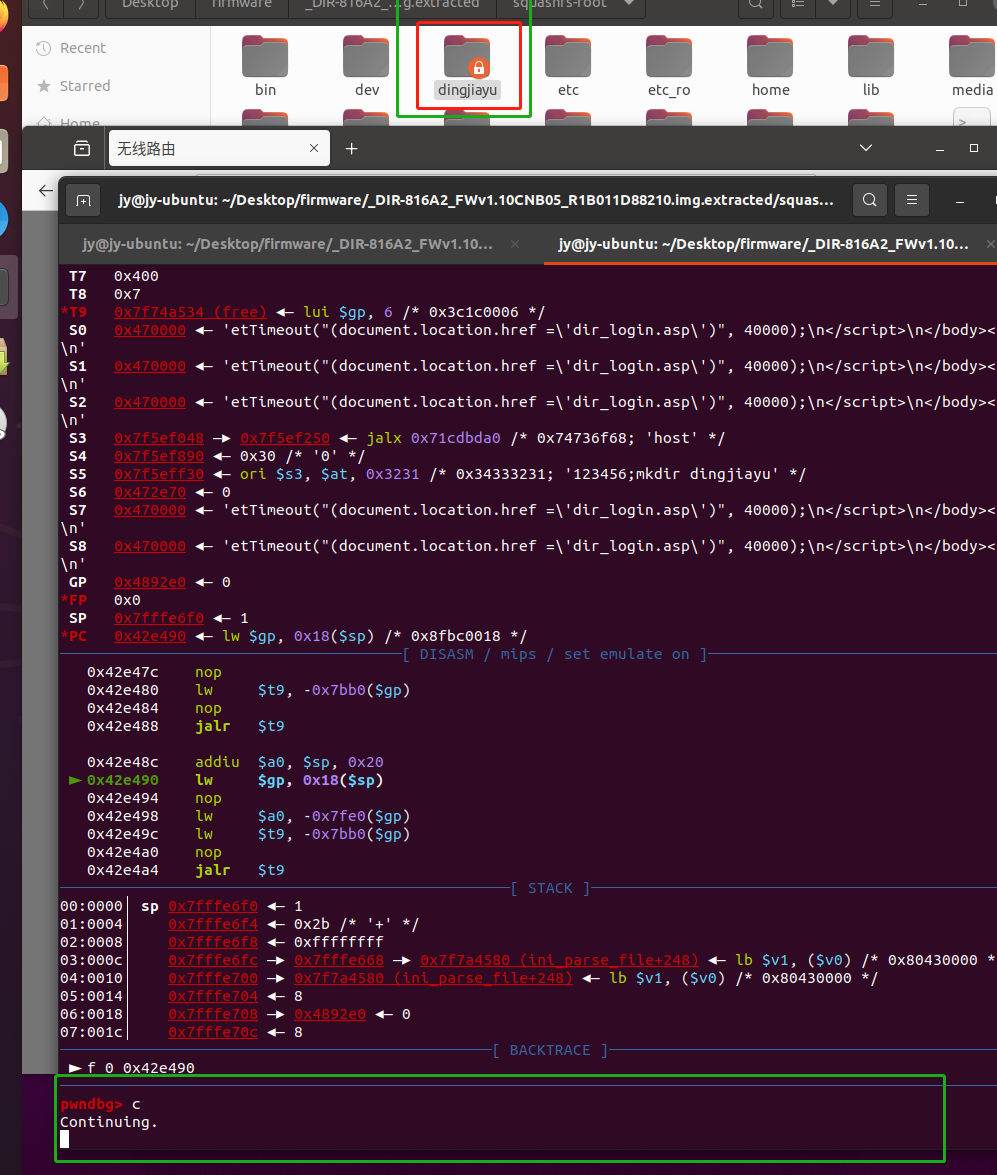 Desktop firmware _DIR-816A2_...g.extracted squashfs-root
Recent
Starred
Home
bin dev dingjiayu etc etc_ro home lib media
无线路由
jy@jy-ubuntu: ~/Desktop/firmware/_DIR-816A2_FWv1.10CNB05_R1B011D88210.img.extracted/squas...
jy@jy-ubuntu: ~/Desktop/firmware/_DIR-816A2_FWv1.10... jy@jy-ubuntu: ~/Desktop/firmware/_DIR-816A2_FWv1.10...
T7 0x400
T8 0x7
*T9 0x7f74a534 (free) ◂— lui $gp, 6 /* 0x3c1c0006 */
S0 0x470000 ◂— 'etTimeout("(document.location.href =\'dir_login.asp\')", 40000);\n</script>\n</body><
\n'
S1 0x470000 ◂— 'etTimeout("(document.location.href =\'dir_login.asp\')", 40000);\n</script>\n</body><
\n'
S2 0x470000 ◂— 'etTimeout("(document.location.href =\'dir_login.asp\')", 40000);\n</script>\n</body><
\n'
S3 0x7f5ef048 —▸ 0x7f5ef250 ◂— jalx 0x71cdbda0 /* 0x74736f68; 'host' */
S4 0x7f5ef890 ◂— 0x30 /* '0' */
S5 0x7f5eff30 ◂— ori $s3, $at, 0x3231 /* 0x34333231; '123456;mkdir dingjiayu' */
S6 0x472e70 ◂— 0
S7 0x470000 ◂— 'etTimeout("(document.location.href =\'dir_login.asp\')", 40000);\n</script>\n</body><
\n'
S8 0x470000 ◂— 'etTimeout("(document.location.href =\'dir_login.asp\')", 40000);\n</script>\n</body><
\n'
GP 0x4892e0 ◂— 0
*FP 0x0
SP 0x7fffe6f0 ◂— 1
*PC 0x42e490 ◂— lw $gp, 0x18($sp) /* 0x8fbc0018 */
[ DISASM / mips / set emulate on ]
0x42e47c nop
0x42e480 lw $t9, -0x7bb0($gp)
0x42e484 nop
0x42e488 jalr $t9
0x42e48c addiu $a0, $sp, 0x20
► 0x42e490 lw $gp, 0x18($sp)
0x42e494 nop
0x42e498 lw $a0, -0x7fe0($gp)
0x42e49c lw $t9, -0x7bb0($gp)
0x42e4a0 nop
0x42e4a4 jalr $t9
[ STACK ]
00:0000│ sp 0x7fffe6f0 ◂— 1
01:0004│ 0x7fffe6f4 ◂— 0x2b /* '+' */
02:0008│ 0x7fffe6f8 ◂— 0xffffffff
03:000c│ 0x7fffe6fc —▸ 0x7fffe668 —▸ 0x7f7a4580 (ini_parse_file+248) ◂— lb $v1, ($v0) /* 0x80430000 *
04:0010│ 0x7fffe700 —▸ 0x7f7a4580 (ini_parse_file+248) ◂— lb $v1, ($v0) /* 0x80430000 */
05:0014│ 0x7fffe704 ◂— 8
06:0018│ 0x7fffe708 —▸ 0x4892e0 ◂— 0
07:001c│ 0x7fffe70c ◂— 8
[ BACKTRACE ]
► f 0 0x42e490
pwndbg> c
Continuing.